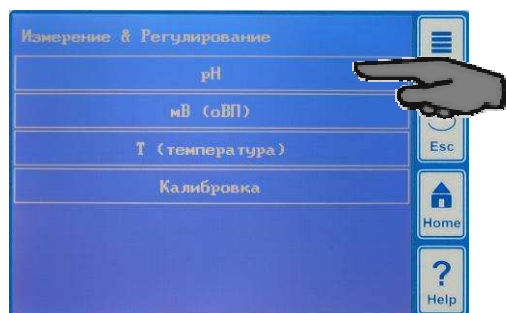 Измерение & Регулирование
pH
мВ (оВП)
Т (температура)
Калибровка
Esc
Home
?
Help